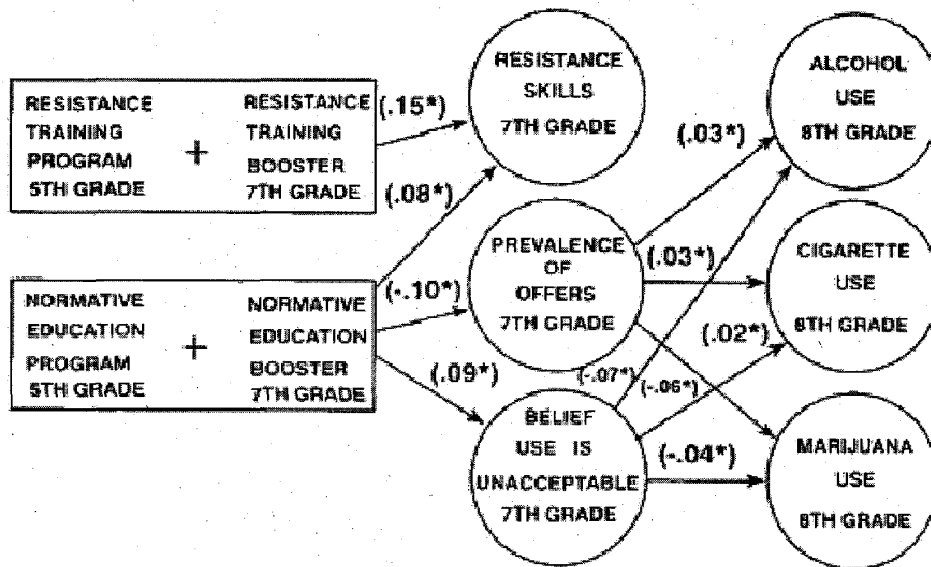 RESISTANCE
TRAINING
PROGRAM
5TH GRADE
+
RESISTANCE
TRAINING
BOOSTER
7TH GRADE
(.15*)
(.08*)
NORMATIVE
EDUCATION
PROGRAM
5TH GRADE
+
NORMATIVE
EDUCATION
BOOSTER
7TH GRADE
(-.10*)
(.09*)
RESISTANCE
SKILLS
7TH GRADE
PREVALENCE
OF
OFFERS
7TH GRADE
BELIEF
USE IS
UNACCEPTABLE
7TH GRADE
(.03*)
(.03*)
(.02*)
(-.07*)
(-.06*)
(-.04*)
ALCOHOL
USE
8TH GRADE
CIGARETTE
USE
8TH GRADE
MARIJUANA
USE
8TH GRADE